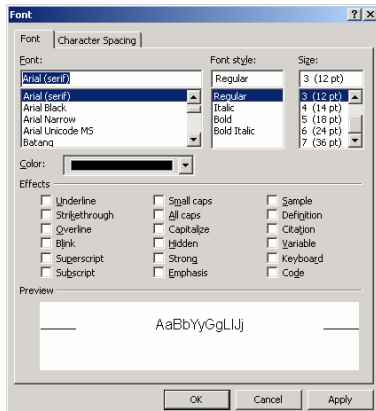 Font
Font Character Spacing
Font: Font style: Size:
Arial (serif) Regular 3 (12 pt)
Arial (serif) Regular 3 (12 pt)
Arial Black Italic 4 (14 pt)
Arial Narrow Bold 5 (18 pt)
Arial Unicode MS Bold Italic 6 (24 pt)
Batang 7 (36 pt)
Color:
Effects
Underline Small caps Sample
Strikethrough All caps Definition
Overline Capitalize Citation
Blink Hidden Variable
Superscript Strong Keyboard
Subscript Emphasis Code
Preview
AaBbYyGgLlJj
OK Cancel Apply